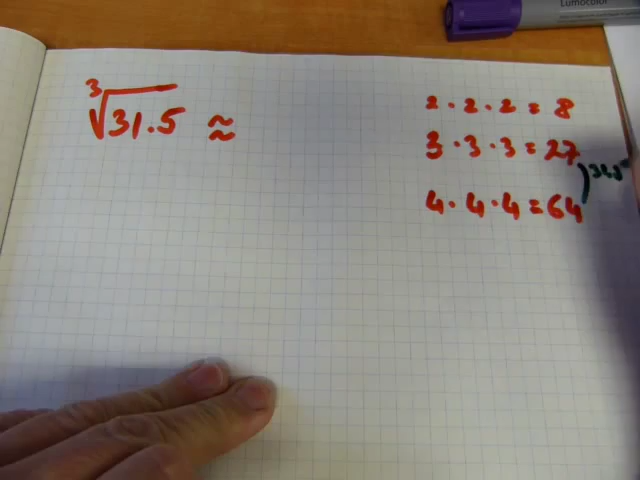 Lumocolor
∛31.5 ≈
2 · 2 · 2 = 8
3 · 3 · 3 = 27
4 · 4 · 4 = 64